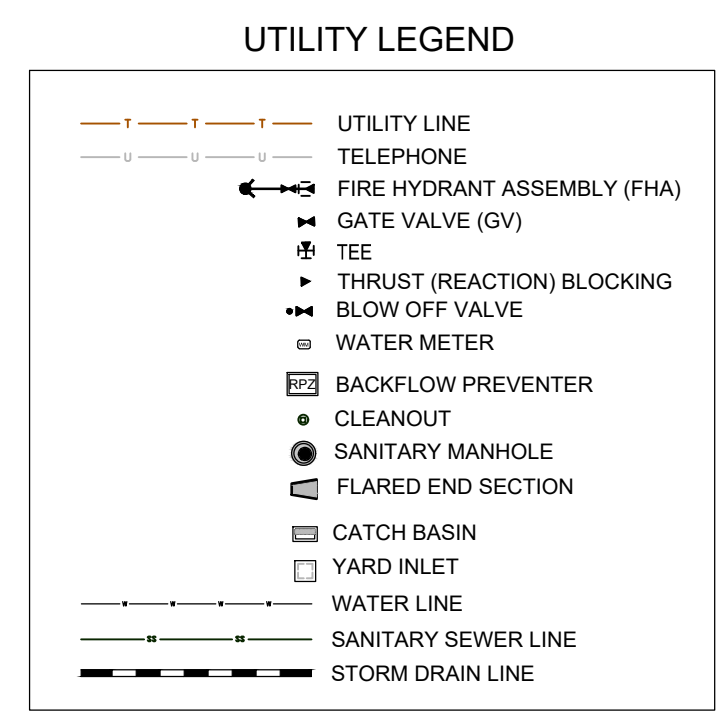 UTILITY LEGEND
T T T UTILITY LINE
U U U TELEPHONE
FIRE HYDRANT ASSEMBLY (FHA)
GATE VALVE (GV)
TEE
THRUST (REACTION) BLOCKING
BLOW OFF VALVE
WM WATER METER
RPZ BACKFLOW PREVENTER
CLEANOUT
SANITARY MANHOLE
FLARED END SECTION
CATCH BASIN
YARD INLET
W W W W WATER LINE
SS SS SANITARY SEWER LINE
STORM DRAIN LINE